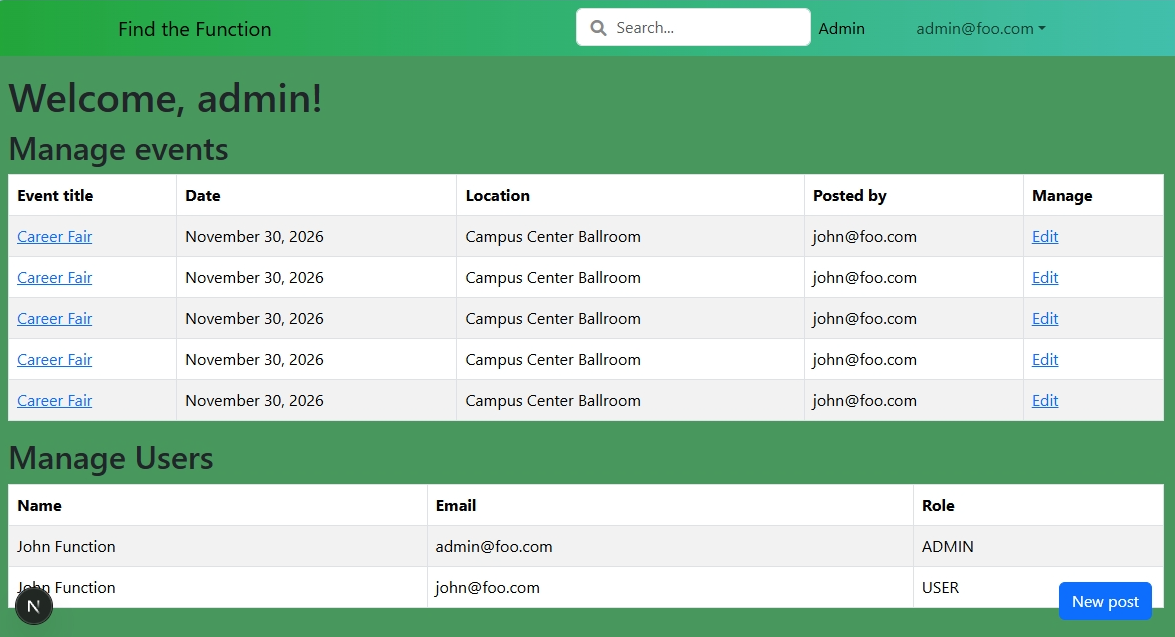 Find the Function Search... Admin admin@foo.com
Welcome, admin!
Manage events
Event title Date Location Posted by Manage
Career Fair November 30, 2026 Campus Center Ballroom john@foo.com Edit
Career Fair November 30, 2026 Campus Center Ballroom john@foo.com Edit
Career Fair November 30, 2026 Campus Center Ballroom john@foo.com Edit
Career Fair November 30, 2026 Campus Center Ballroom john@foo.com Edit
Career Fair November 30, 2026 Campus Center Ballroom john@foo.com Edit
Manage Users
Name Email Role
John Function admin@foo.com ADMIN
John Function john@foo.com USER
N New post